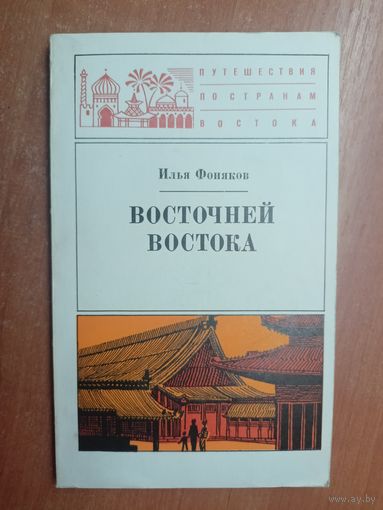 ПУТЕШЕСТВИЯ
ПО СТРАНАМ
ВОСТОКА
Илья Фоняков
ВОСТОЧНЕЙ
ВОСТОКА
www.ay.by